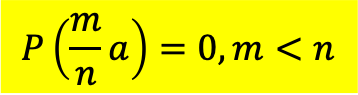 P(m/n a) = 0, m < n